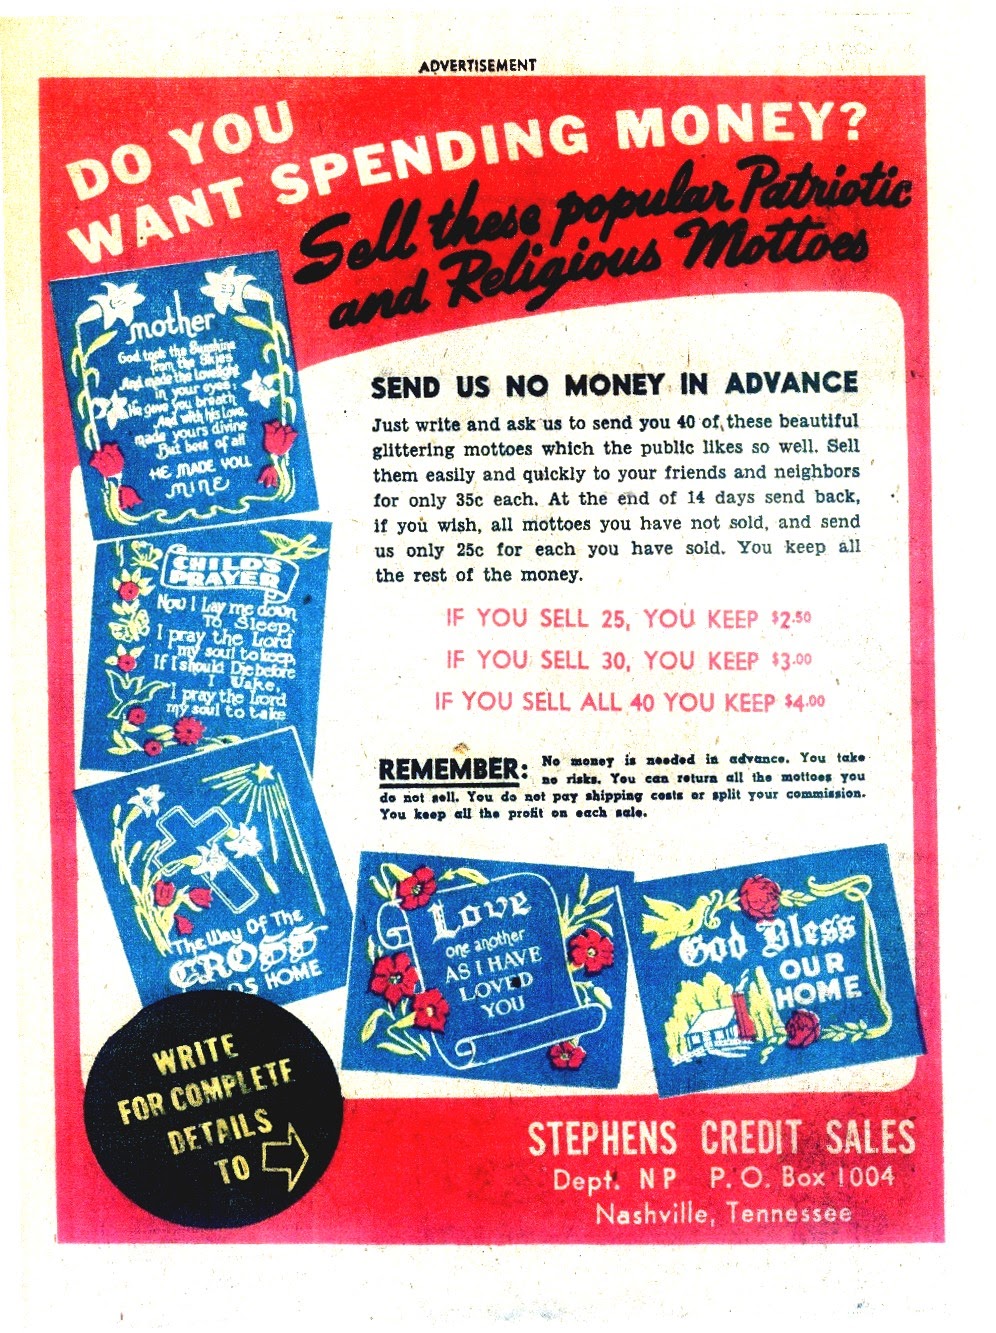 ADVERTISEMENT
DO YOU
WANT SPENDING MONEY?
Sell these popular Patriotic
and Religious Mottoes
mother
God took the Sunshine
from the Skies
And made the lovelight
in your eyes;
He gave you breath
And with his Love,
made yours divine
But best of all
HE MADE YOU
MINE
CHILD'S
PRAYER
Now I Lay me down
TO Sleep,
I pray the Lord
my soul to keep,
If I should Die before
I Wake,
I pray the Lord
my soul to take
The Way Of The
CROSS
DS HOME
SEND US NO MONEY IN ADVANCE
Just write and ask us to send you 40 of these beautiful
glittering mottoes which the public likes so well. Sell
them easily and quickly to your friends and neighbors
for only 35c each. At the end of 14 days send back,
if you wish, all mottoes you have not sold, and send
us only 25c for each you have sold. You keep all
the rest of the money.
IF YOU SELL 25, YOU KEEP $2.50
IF YOU SELL 30, YOU KEEP $3.00
IF YOU SELL ALL 40 YOU KEEP $4.00
REMEMBER: No money is needed in advance. You take
no risks. You can return all the mottoes you
do not sell. You do not pay shipping costs or split your commission.
You keep all the profit on each sale.
Love
one another
AS I HAVE
LOVED
YOU
God Bless
OUR
HOME
WRITE
FOR COMPLETE
DETAILS
TO
STEPHENS CREDIT SALES
Dept. NP P.O. Box 1004
Nashville, Tennessee